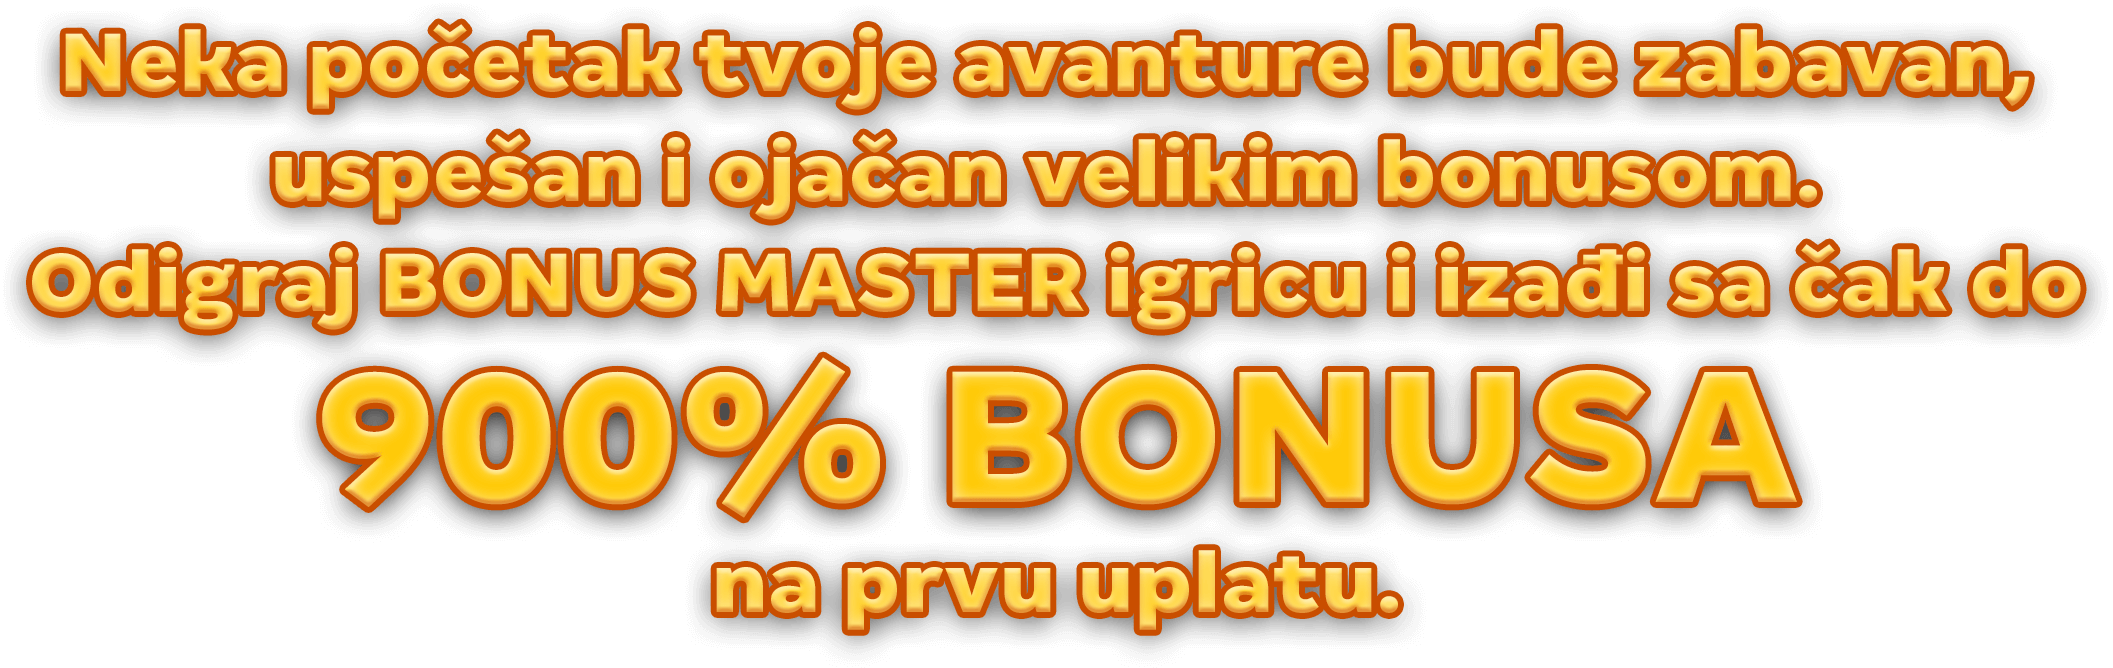 Neka početak tvoje avanture bude zabavan,
uspešan i ojačan velikim bonusom.
Odigraj BONUS MASTER igricu i izađi sa čak do
900% BONUSA
na prvu uplatu.